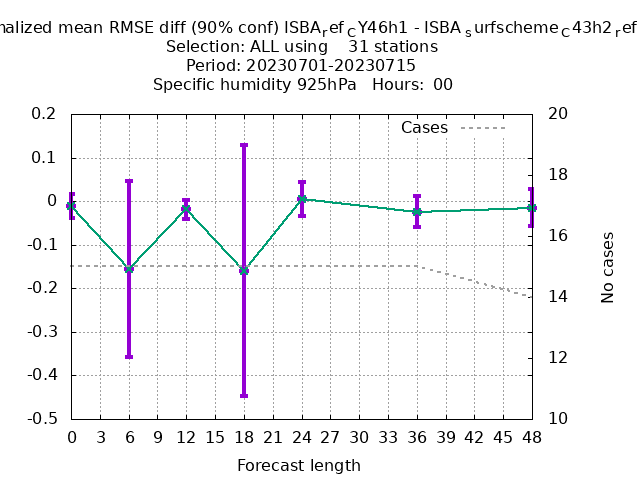 nalized mean RMSE diff (90% conf) ISBA_ref_CY46h1 - ISBA_surfscheme_C43h2_ref
Selection: ALL using 31 stations
Period: 20230701-20230715
Specific humidity 925hPa Hours: 00
Cases
0.2
0.1
0
-0.1
-0.2
-0.3
-0.4
-0.5
20
18
16
14
12
10
No cases
0 3 6 9 12 15 18 21 24 27 30 33 36 39 42 45 48
Forecast length